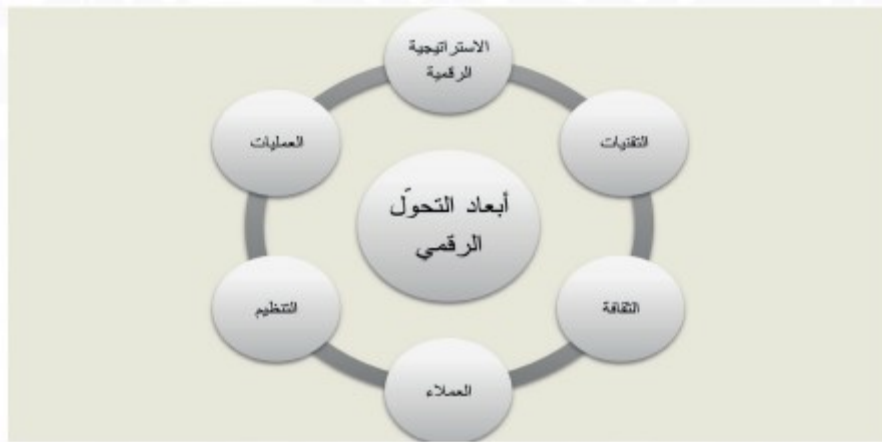 الاستراتيجية
الرقمية
التقنيات
العمليات
أبعاد التحوّل
الرقمي
الثقافة
التنظيم
العملاء